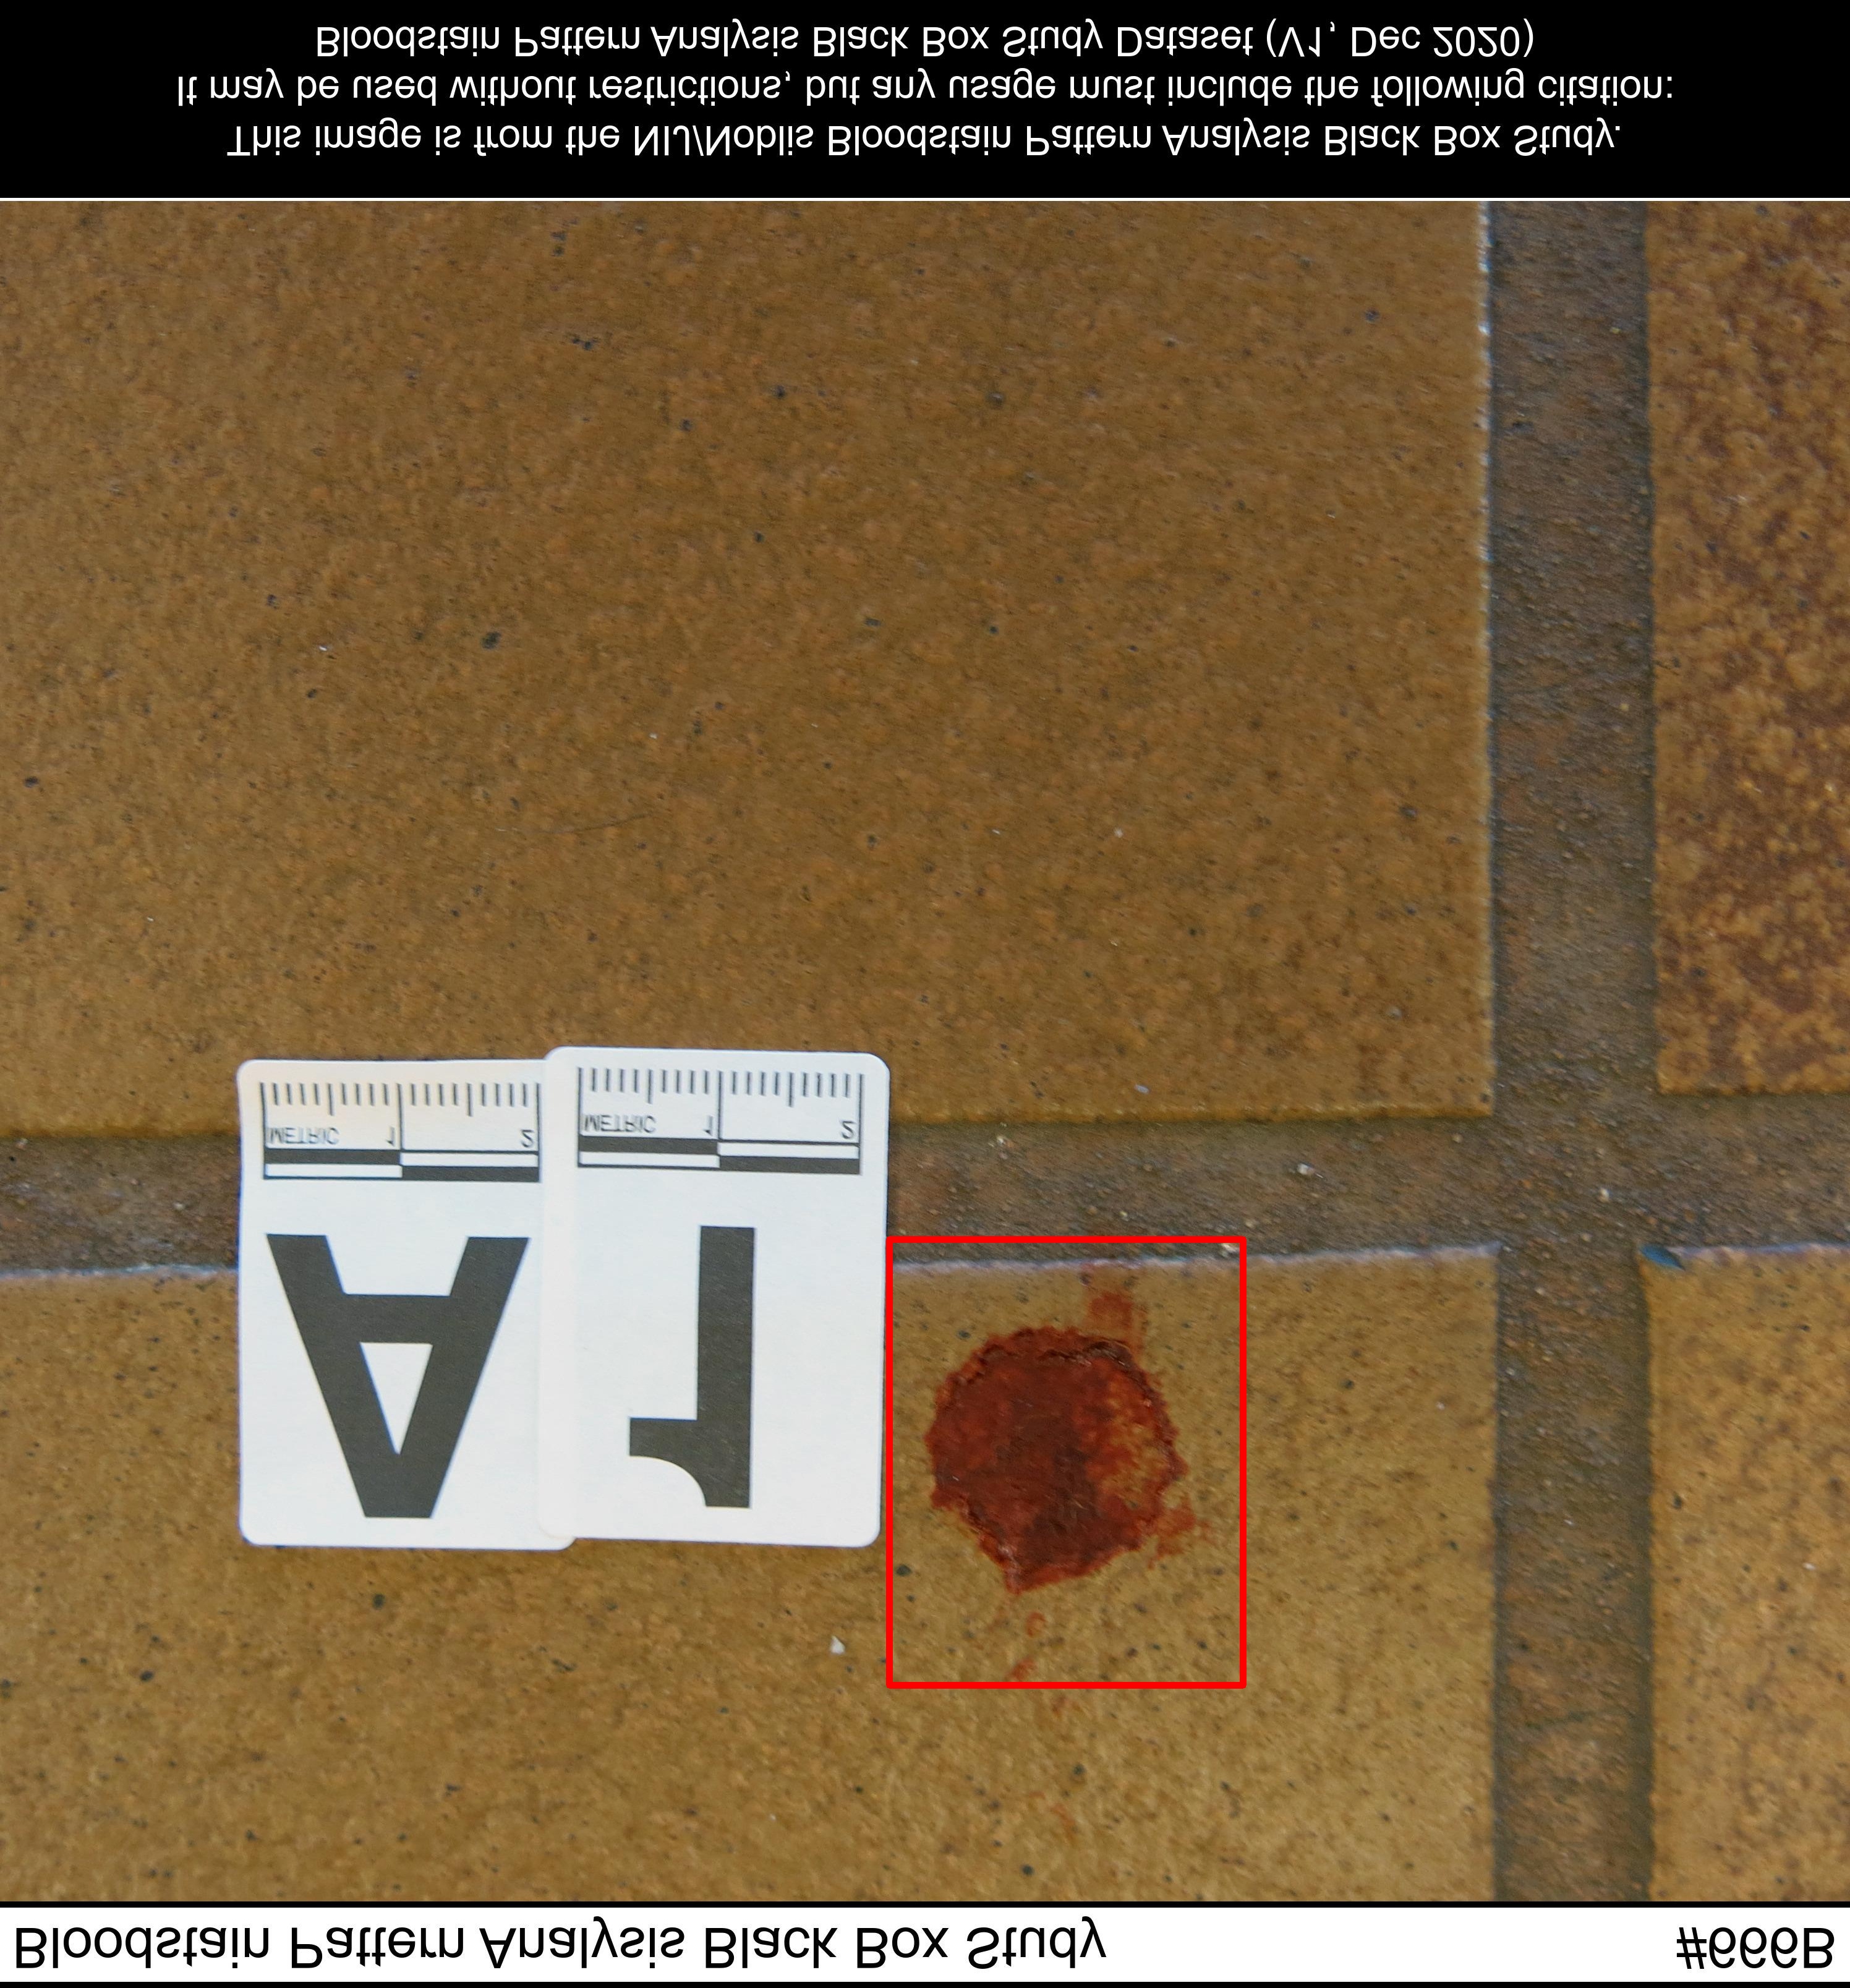 Bloodstain Pattern Analysis Black Box Study #666B
A
1
METRIC 1 2
METRIC 1 2
This image is from the NIJ/Noblis Bloodstain Pattern Analysis Black Box Study.
It may be used without restrictions, but any usage must include the following citation:
Bloodstain Pattern Analysis Black Box Study Dataset (V1, Dec 2020)